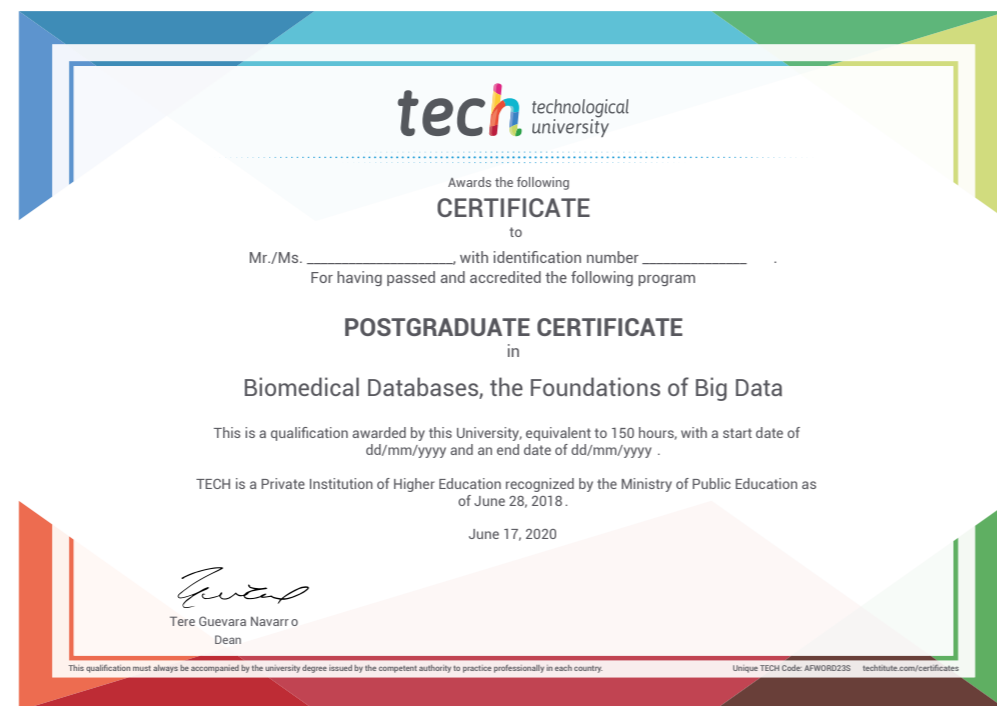 tech technological
university
Awards the following
CERTIFICATE
to
Mr./Ms. ____________________, with identification number ______________ .
For having passed and accredited the following program
POSTGRADUATE CERTIFICATE
in
Biomedical Databases, the Foundations of Big Data
This is a qualification awarded by this University, equivalent to 150 hours, with a start date of
dd/mm/yyyy and an end date of dd/mm/yyyy .
TECH is a Private Institution of Higher Education recognized by the Ministry of Public Education as
of June 28, 2018.
June 17, 2020
Tere Guevara Navarro
Dean
This qualification must always be accompanied by the university degree issued by the competent authority to practice professionally in each country.
Unique TECH Code: AFWORD23S techtitute.com/certificates